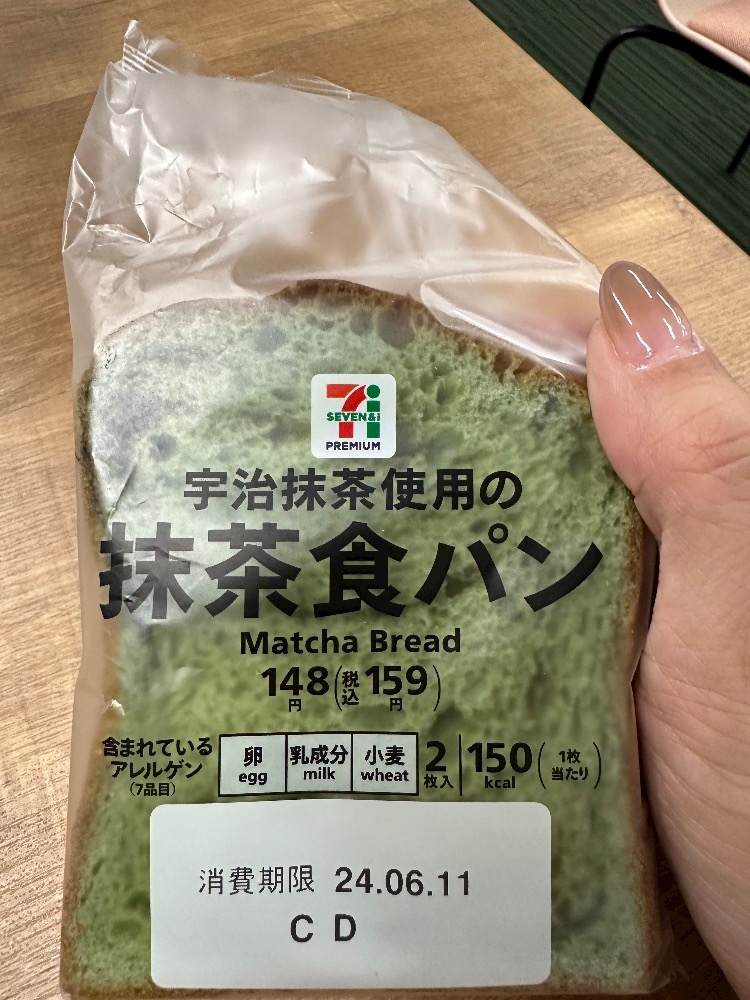 SEVEN&i
PREMIUM
宇治抹茶使用の
抹茶食パン
Matcha Bread
148円(税込159円)
含まれている
アレルゲン
(7品目)
卵 乳成分 小麦
egg milk wheat
2枚入 150kcal (1枚当たり)
消費期限 24.06.11
C D